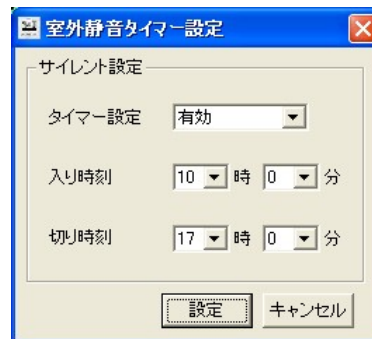 室外静音タイマー設定
サイレント設定
タイマー設定 有効
入り時刻 10 時 0 分
切り時刻 17 時 0 分
設定 キャンセル